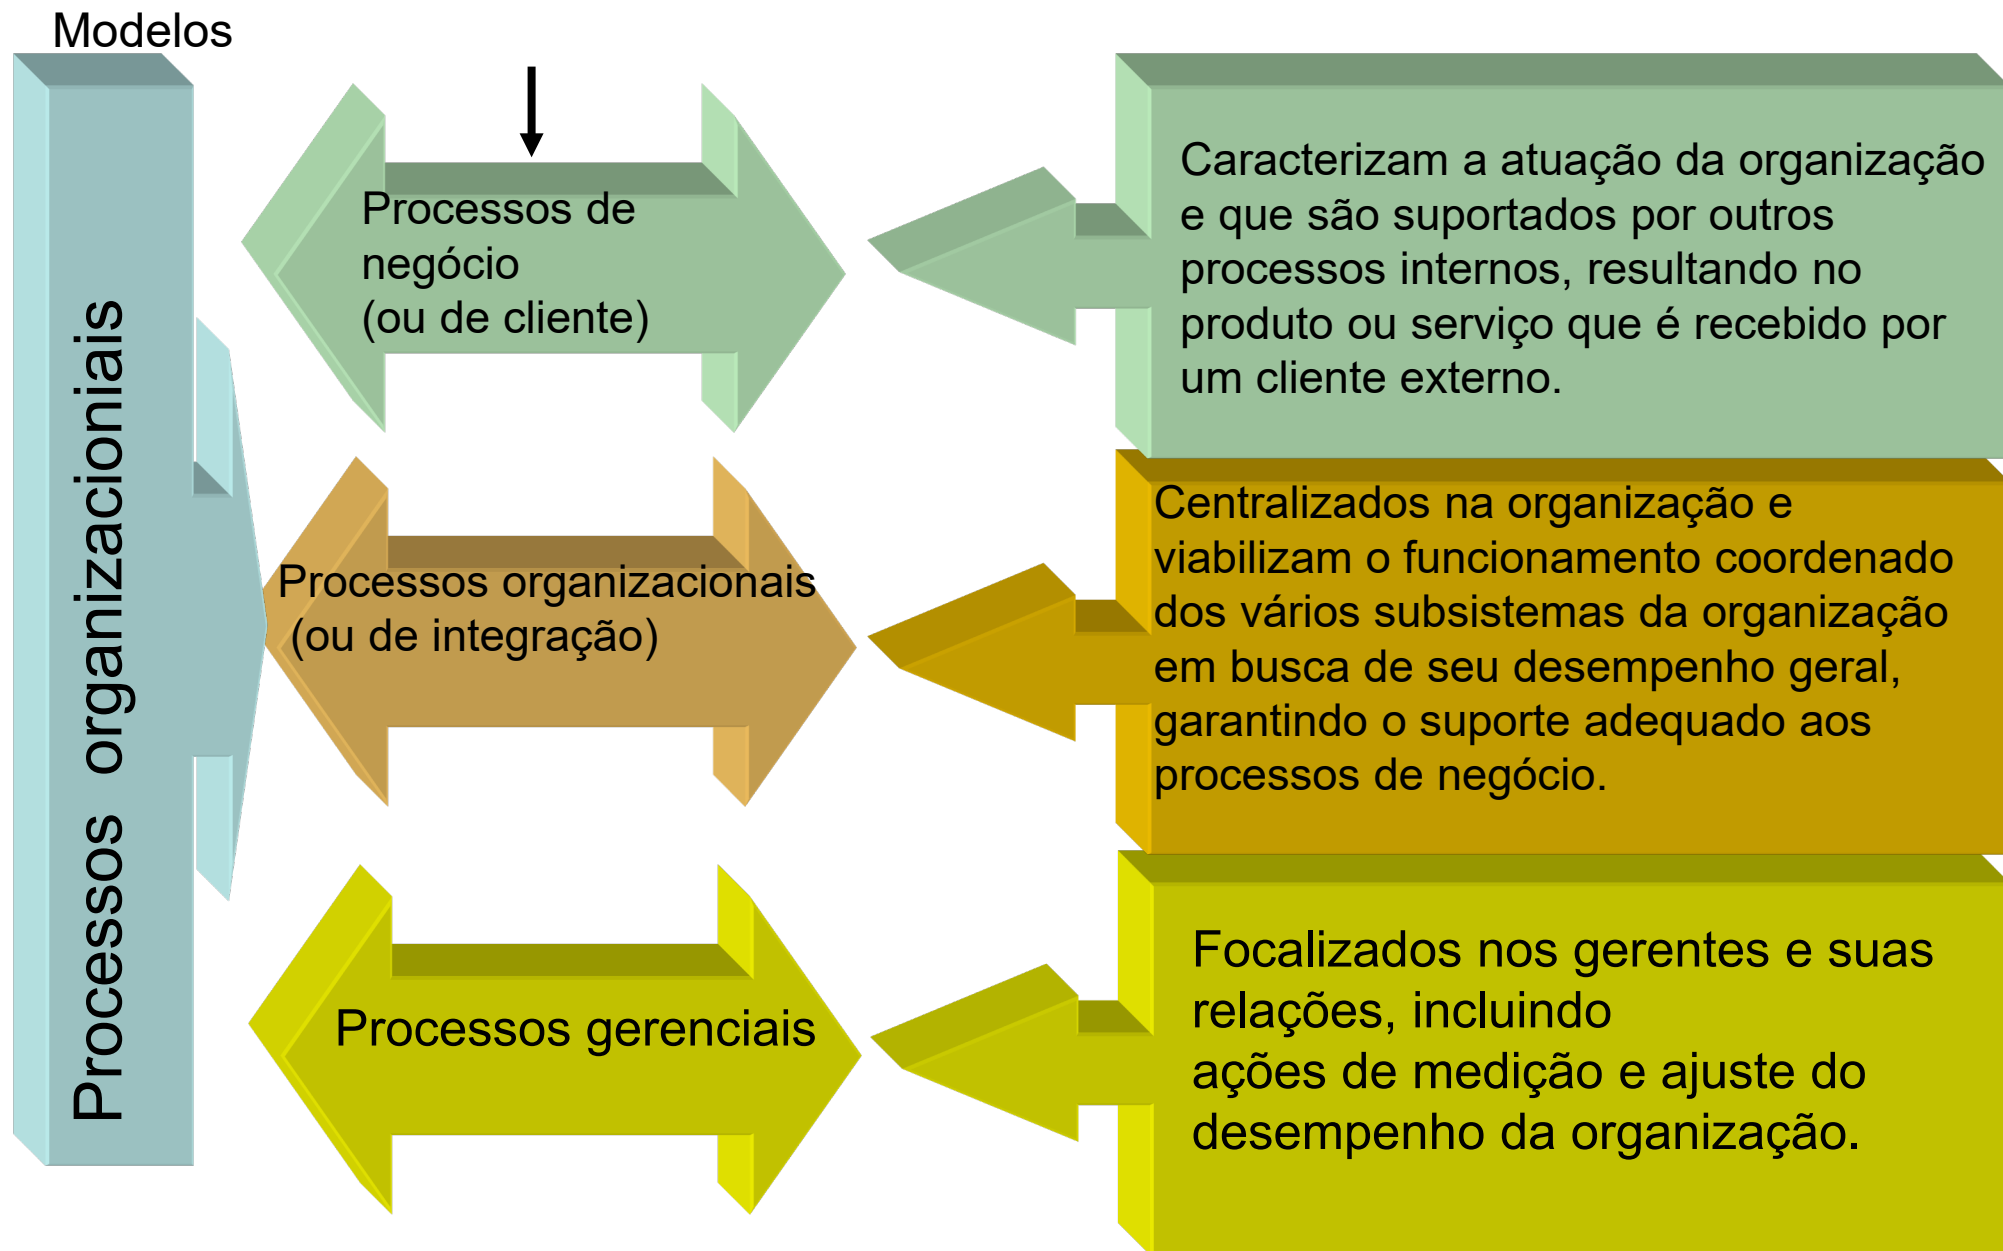 Modelos
Processos organizacioniais
Processos de
negócio
(ou de cliente)
Caracterizam a atuação da organização
e que são suportados por outros
processos internos, resultando no
produto ou serviço que é recebido por
um cliente externo.
Processos organizacionais
(ou de integração)
Centralizados na organização e
viabilizam o funcionamento coordenado
dos vários subsistemas da organização
em busca de seu desempenho geral,
garantindo o suporte adequado aos
processos de negócio.
Processos gerenciais
Focalizados nos gerentes e suas
relações, incluindo
ações de medição e ajuste do
desempenho da organização.